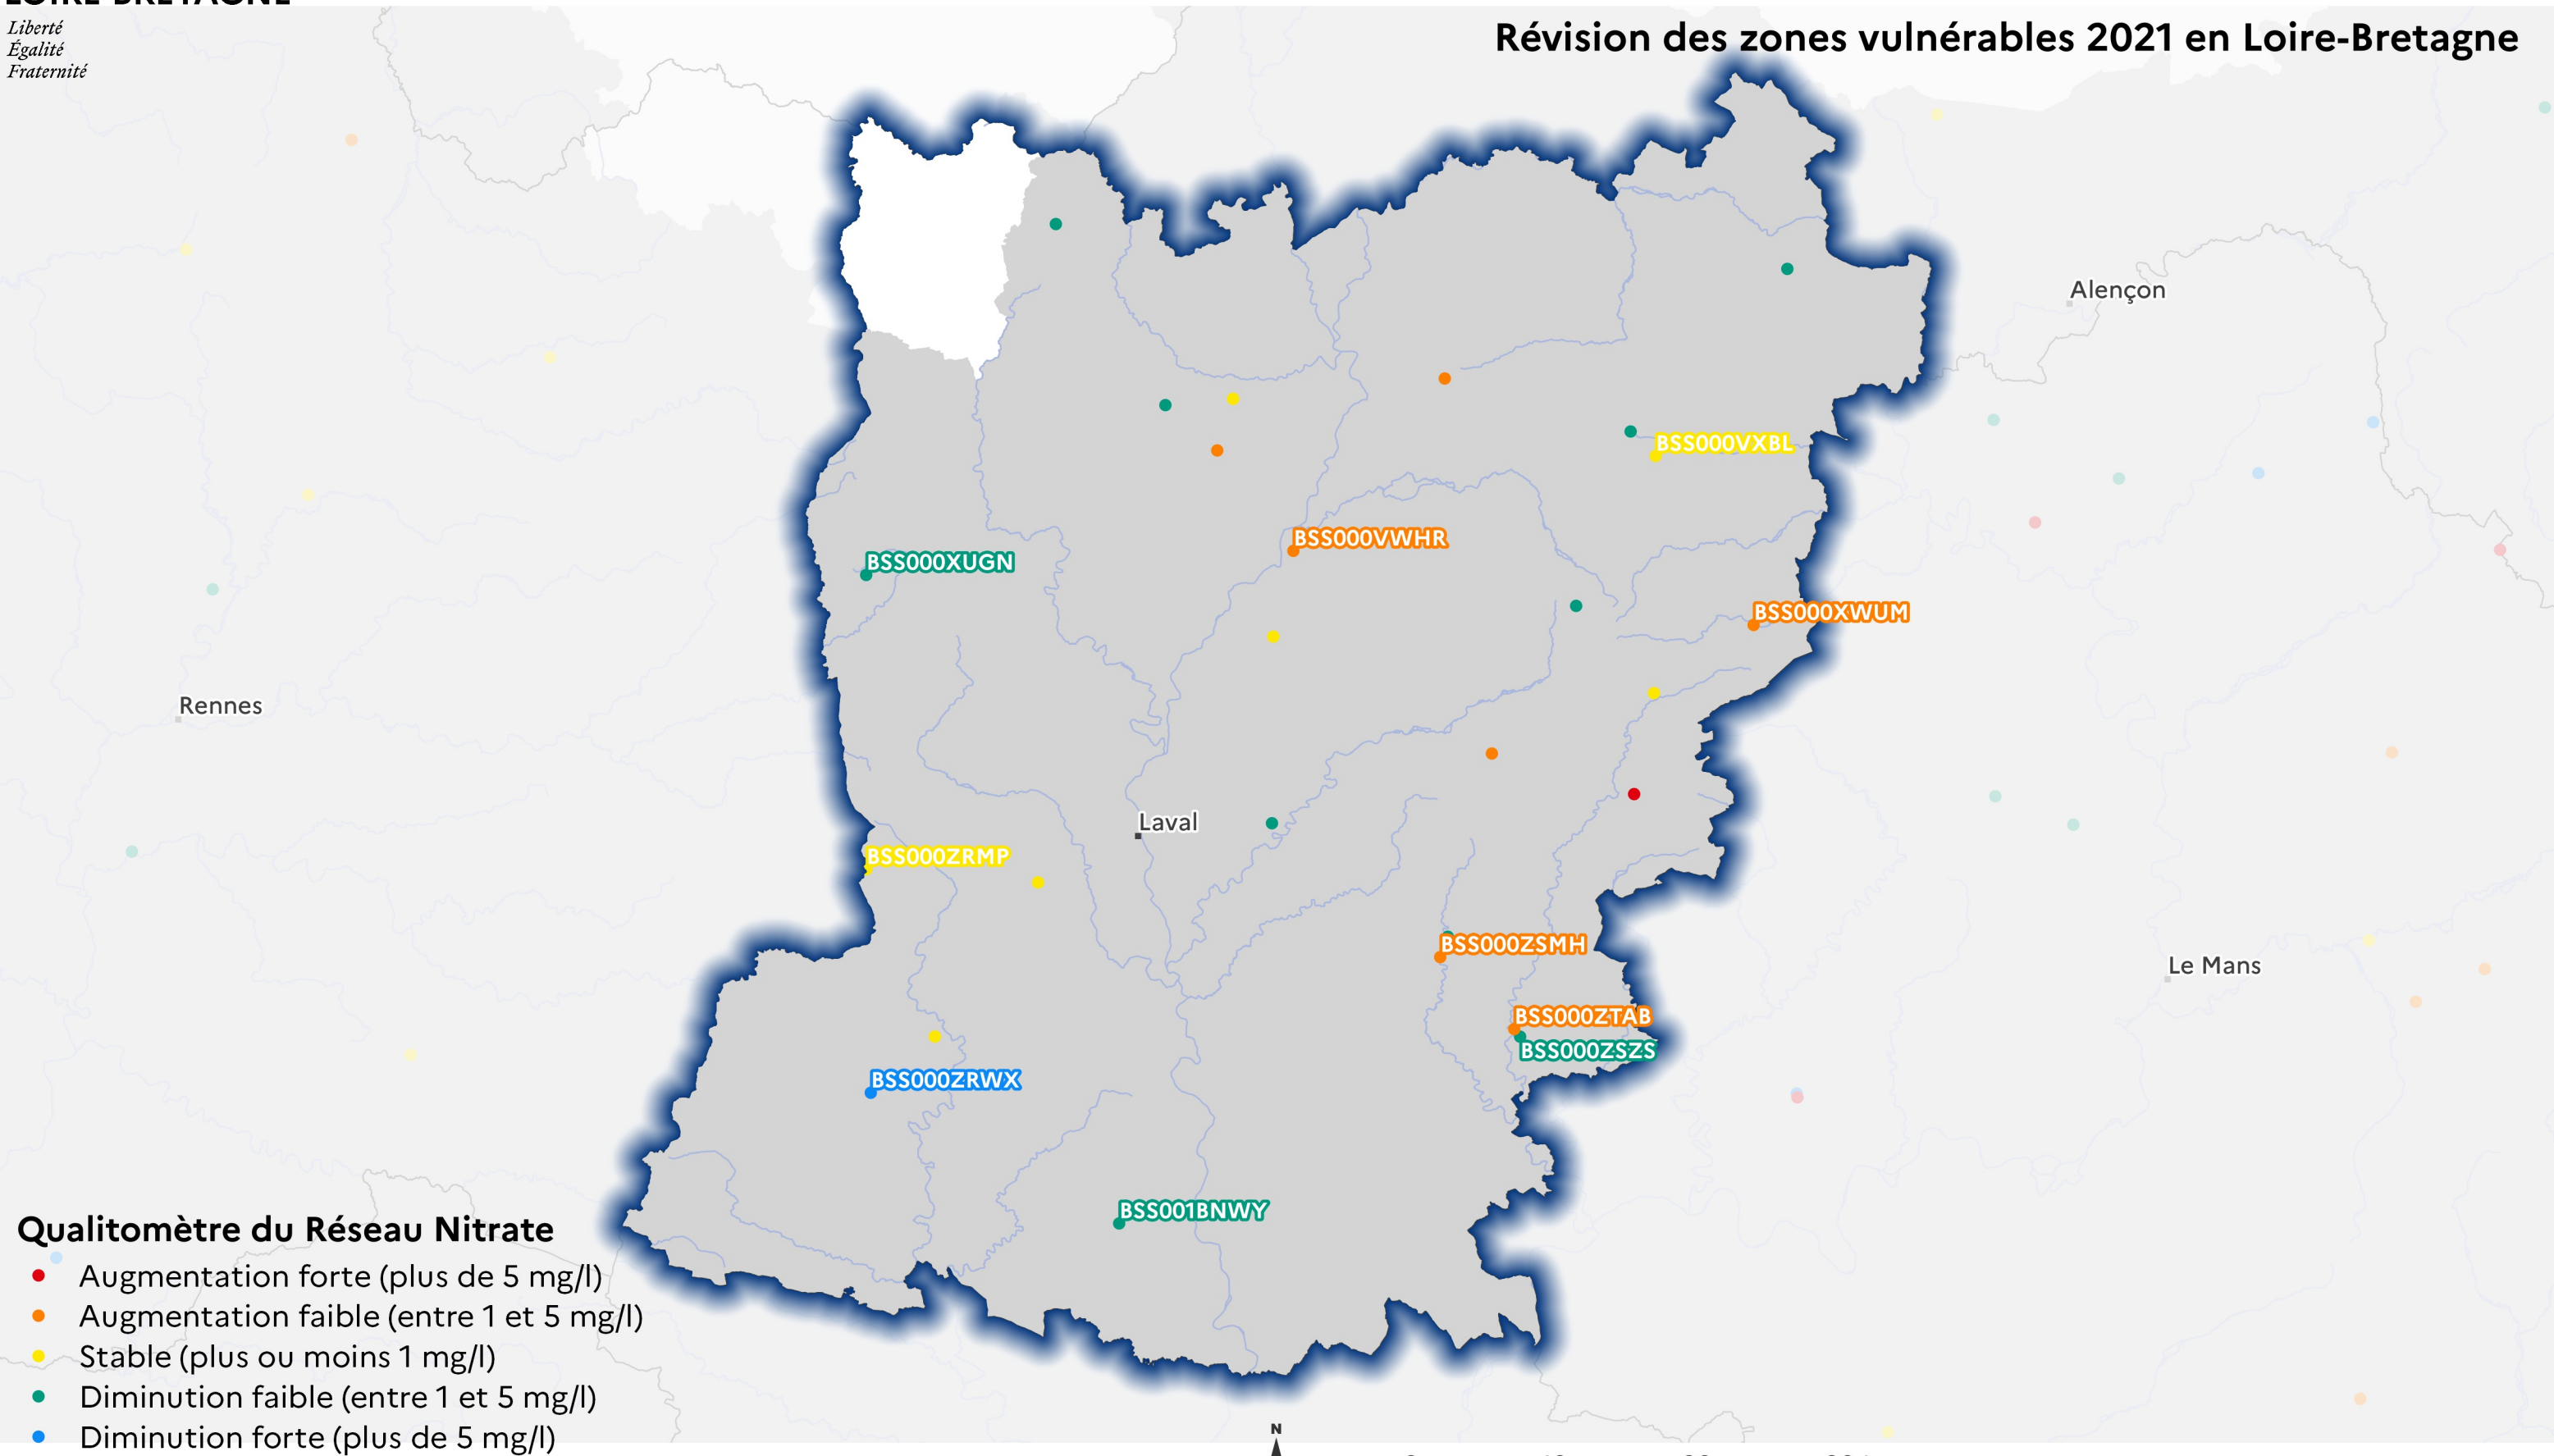 LOIRE-BRETAGNE
Liberté
Égalité
Fraternité
Révision des zones vulnérables 2021 en Loire-Bretagne
Alençon
BSS000VXBL
BSS000VWHR
BSS000XUGN
BSS000XWUM
Rennes
Laval
BSS000ZRMP
BSS000ZSMH
Le Mans
BSS000ZTAB
BSS000ZSZS
BSS000ZRWX
BSS001BNWY
Qualitomètre du Réseau Nitrate
Augmentation forte (plus de 5 mg/l)
Augmentation faible (entre 1 et 5 mg/l)
Stable (plus ou moins 1 mg/l)
Diminution faible (entre 1 et 5 mg/l)
Diminution forte (plus de 5 mg/l)
N